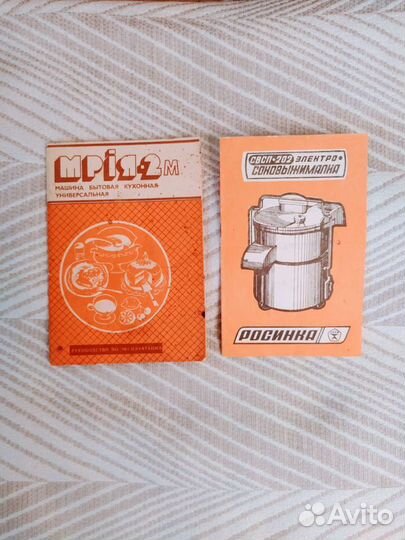 МРІЯ-2М
МАШИНА БЫТОВАЯ КУХОННАЯ
УНИВЕРСАЛЬНАЯ
РУКОВОДСТВО ПО ЭКСПЛУАТАЦИИ
СВСП-202 ЭЛЕКТРО
СОКОВЫЖИМАЛКА
РОСИНКА
Avito